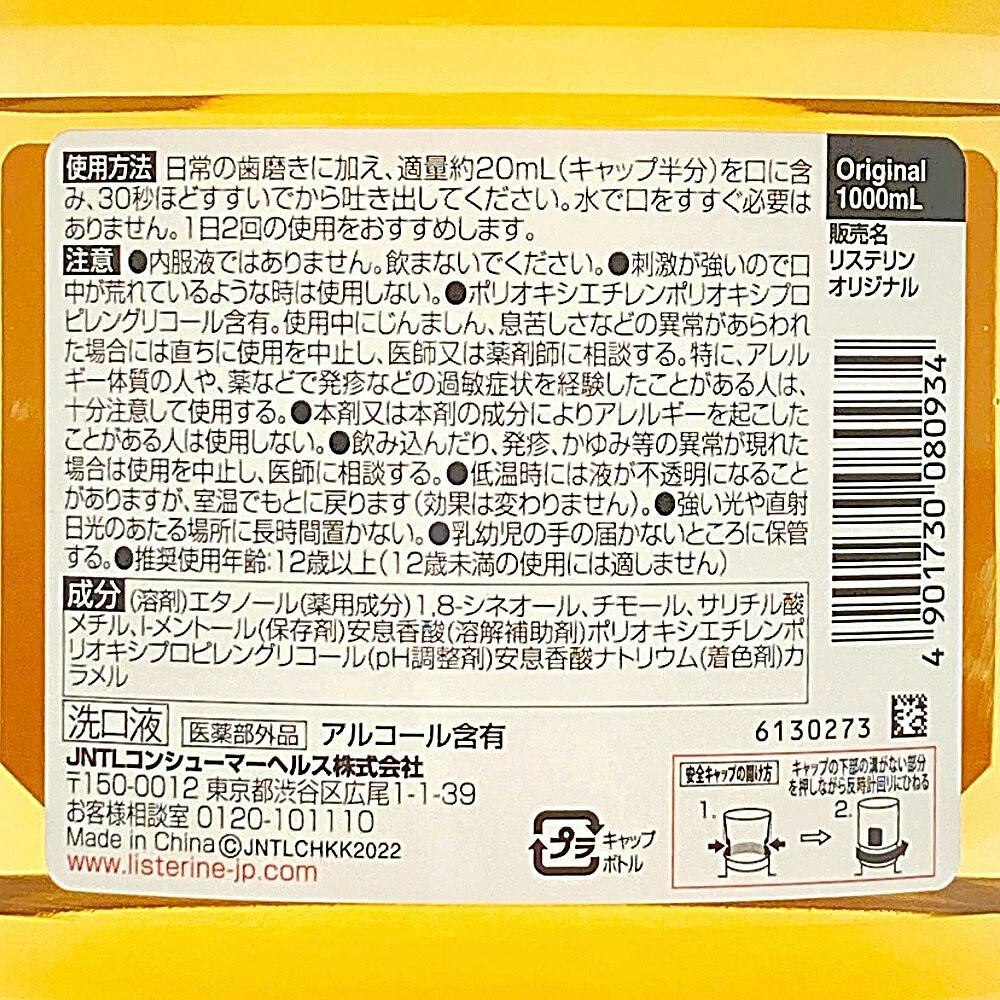 使用方法 日常の歯磨きに加え、適量約20mL（キャップ半分）を口に含
み、30秒ほどすすいでから吐き出してください。水で口をすすぐ必要は
ありません。1日2回の使用をおすすめします。
注意 ●内服液ではありません。飲まないでください。●刺激が強いので口
中が荒れているような時は使用しない。●ポリオキシエチレンポリオキシプロ
ピレングリコール含有。使用中にじんましん、息苦しさなどの異常があらわれ
た場合には直ちに使用を中止し、医師又は薬剤師に相談する。特に、アレル
ギー体質の人や、薬などで発疹などの過敏症状を経験したことがある人は、
十分注意して使用する。●本剤又は本剤の成分によりアレルギーを起こした
ことがある人は使用しない。●飲み込んだり、発疹、かゆみ等の異常が現れた
場合は使用を中止し、医師に相談する。●低温時には液が不透明になること
がありますが、室温でもとに戻ります（効果は変わりません）。●強い光や直射
日光のあたる場所に長時間置かない。●乳幼児の手の届かないところに保管
する。●推奨使用年齢：12歳以上（12歳未満の使用には適しません）
成分 (溶剤)エタノール(薬用成分)1,8-シネオール、チモール、サリチル酸
メチル、l-メントール(保存剤)安息香酸(溶解補助剤)ポリオキシエチレンポ
リオキシプロピレングリコール(pH調整剤)安息香酸ナトリウム(着色剤)カ
ラメル
洗口液 医薬部外品 アルコール含有
JNTLコンシューマーヘルス株式会社
〒150-0012 東京都渋谷区広尾1-1-39
お客様相談室 0120-101110
Made in China ©JNTLCHKK2022
www.listerine-jp.com
Original
1000mL
販売名
リステリン
オリジナル
4 901730 080934
6130273
プラ
キャップ
ボトル
安全キャップの開け方 キャップの下部の溝がない部分
を押しながら反時計回りにひねる
1. 2.